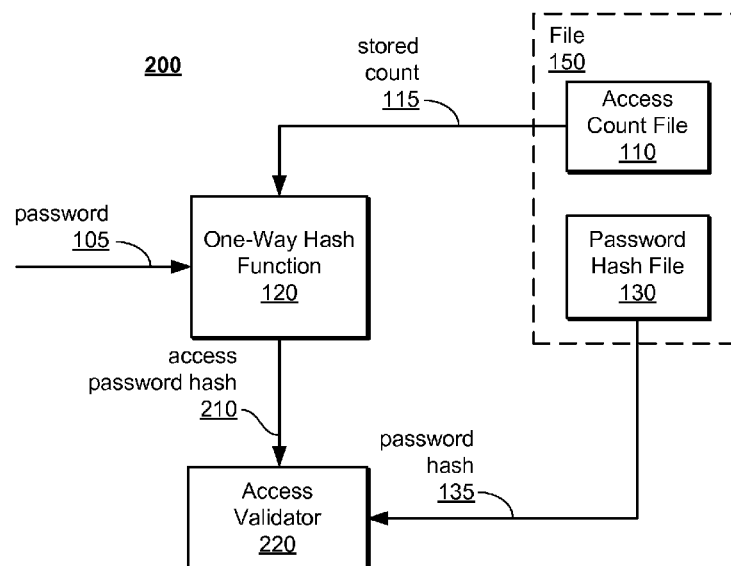 200
stored
count
115
File
150
Access
Count File
110
password
105
One-Way Hash
Function
120
Password
Hash File
130
access
password hash
210
password
hash
135
Access
Validator
220